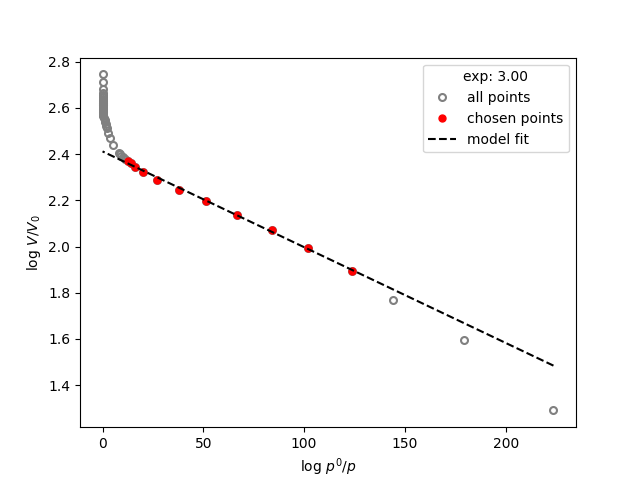 exp: 3.00
all points
chosen points
model fit
2.8
2.6
2.4
2.2
2.0
1.8
1.6
1.4
log V/V₀
0 50 100 150 200
log p⁰/p